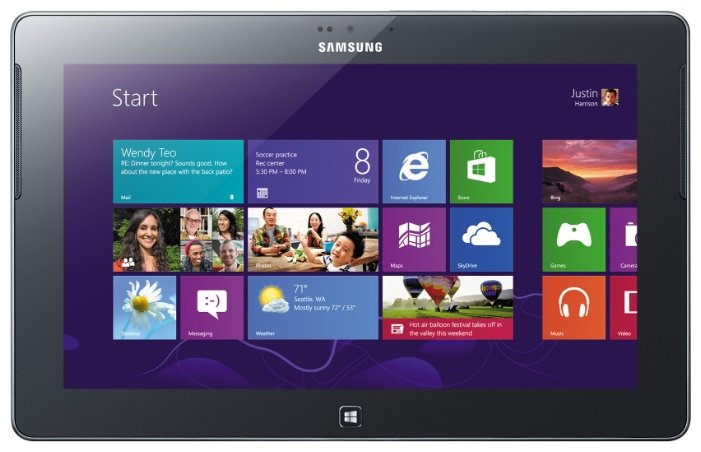 SAMSUNG
Start
Justin
Harrison
Wendy Teo
RE: Dinner tonight? Sounds good. How
about the new place with the back patio?
Mail
8
Soccer practice
Rec center
5:30 PM – 8:00 PM
8
Friday
Internet Explorer
Store
Bing
Photos
Maps
SkyDrive
Games
Camera
Desktop
:-)
Messaging
71°
Seattle, WA
Mostly sunny 72° / 53°
Weather
Hot air balloon festival takes off in
the valley this weekend
Music
Video